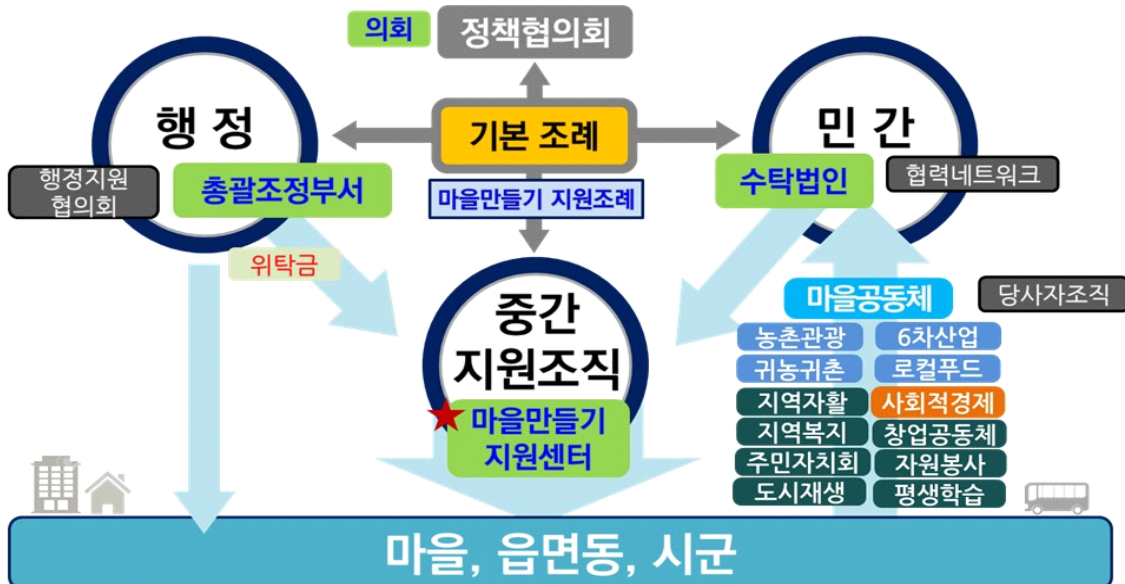 의회
정책협의회
행 정
기본 조례
민 간
행정지원
협의회
총괄조정부서
마을만들기 지원조례
수탁법인
협력네트워크
위탁금
중간
지원조직
마을만들기
지원센터
마을공동체
당사자조직
농촌관광
6차산업
귀농귀촌
로컬푸드
지역자활
사회적경제
지역복지
창업공동체
주민자치회
자원봉사
도시재생
평생학습
마을, 읍면동, 시군